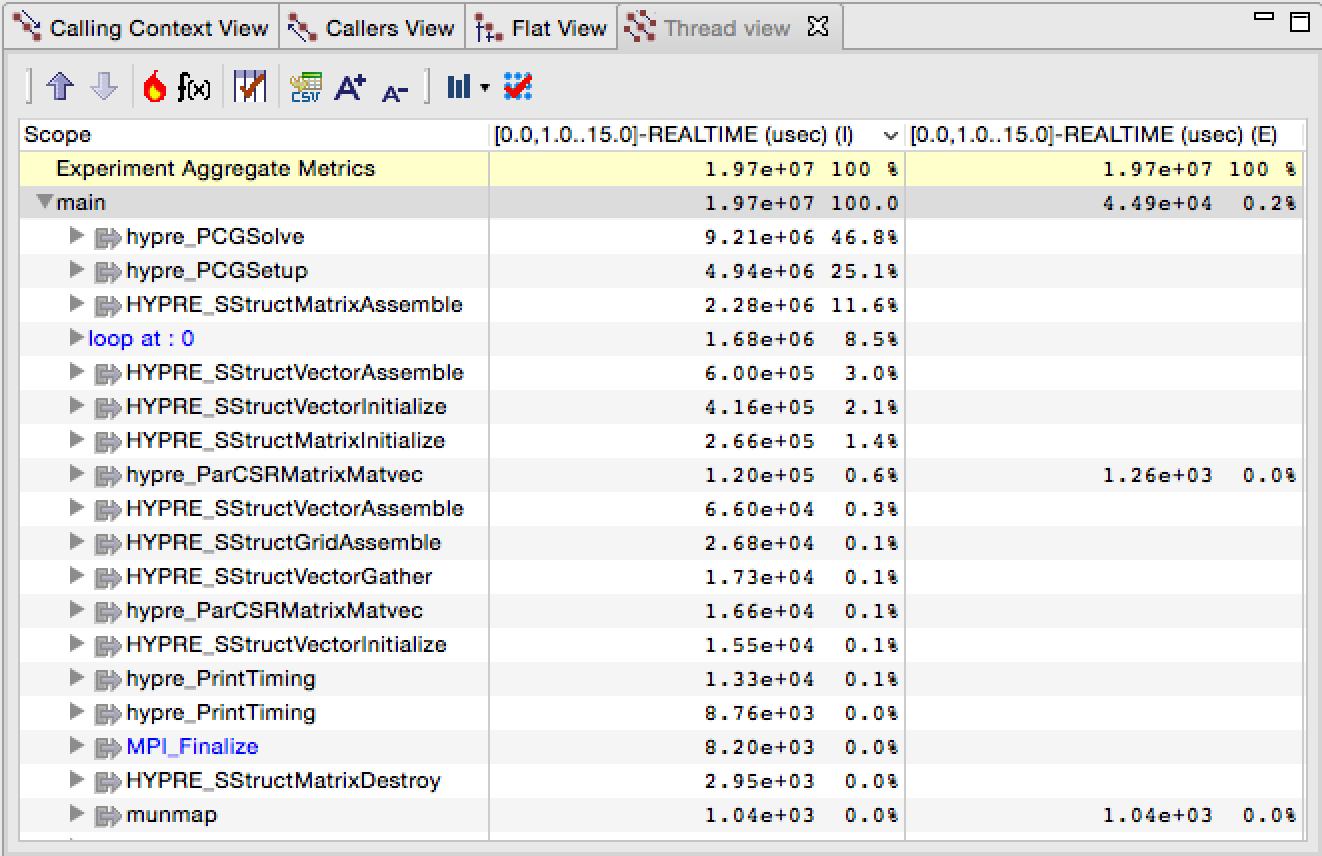 Calling Context View Callers View Flat View Thread view
f(x) CSV A+ A-
Scope [0.0,1.0..15.0]-REALTIME (usec) (I) [0.0,1.0..15.0]-REALTIME (usec) (E)
Experiment Aggregate Metrics 1.97e+07 100 % 1.97e+07 100 %
main 1.97e+07 100.0 4.49e+04 0.2%
hypre_PCGSolve 9.21e+06 46.8%
hypre_PCGSetup 4.94e+06 25.1%
HYPRE_SStructMatrixAssemble 2.28e+06 11.6%
loop at : 0 1.68e+06 8.5%
HYPRE_SStructVectorAssemble 6.00e+05 3.0%
HYPRE_SStructVectorInitialize 4.16e+05 2.1%
HYPRE_SStructMatrixInitialize 2.66e+05 1.4%
hypre_ParCSRMatrixMatvec 1.20e+05 0.6% 1.26e+03 0.0%
HYPRE_SStructVectorAssemble 6.60e+04 0.3%
HYPRE_SStructGridAssemble 2.68e+04 0.1%
HYPRE_SStructVectorGather 1.73e+04 0.1%
hypre_ParCSRMatrixMatvec 1.66e+04 0.1%
HYPRE_SStructVectorInitialize 1.55e+04 0.1%
hypre_PrintTiming 1.33e+04 0.1%
hypre_PrintTiming 8.76e+03 0.0%
MPI_Finalize 8.20e+03 0.0%
HYPRE_SStructMatrixDestroy 2.95e+03 0.0%
munmap 1.04e+03 0.0% 1.04e+03 0.0%